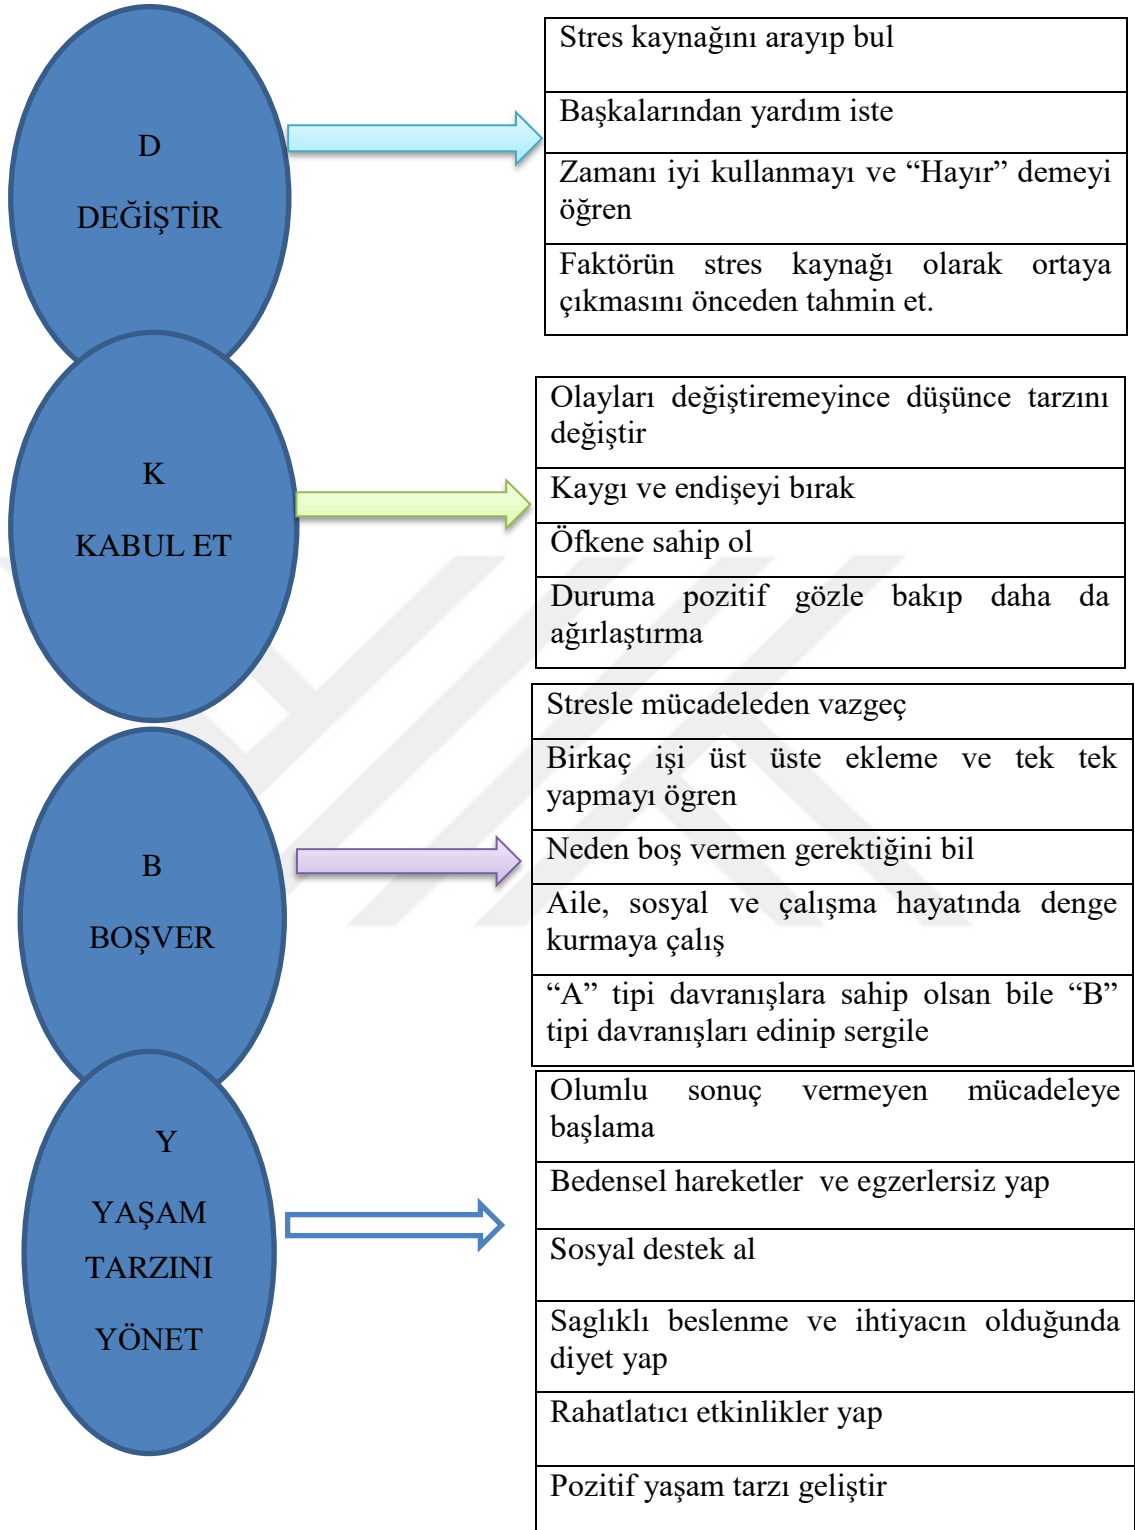 D
DEĞİŞTİR
Stres kaynağını arayıp bul
Başkalarından yardım iste
Zamanı iyi kullanmayı ve “Hayır” demeyi
öğren
Faktörün stres kaynağı olarak ortaya
çıkmasını önceden tahmin et.
K
KABUL ET
Olayları değiştiremeyince düşünce tarzını
değiştir
Kaygı ve endişeyi bırak
Öfkene sahip ol
Duruma pozitif gözle bakıp daha da
ağırlaştırma
B
BOŞVER
Stresle mücadeleden vazgeç
Birkaç işi üst üste ekleme ve tek tek
yapmayı ögren
Neden boş vermen gerektiğini bil
Aile, sosyal ve çalışma hayatında denge
kurmaya çalış
“A” tipi davranışlara sahip olsan bile “B”
tipi davranışları edinip sergile
Y
YAŞAM
TARZINI
YÖNET
Olumlu sonuç vermeyen mücadeleye
başlama
Bedensel hareketler ve egzerlersiz yap
Sosyal destek al
Saglıklı beslenme ve ihtiyacın olduğunda
diyet yap
Rahatlatıcı etkinlikler yap
Pozitif yaşam tarzı geliştir